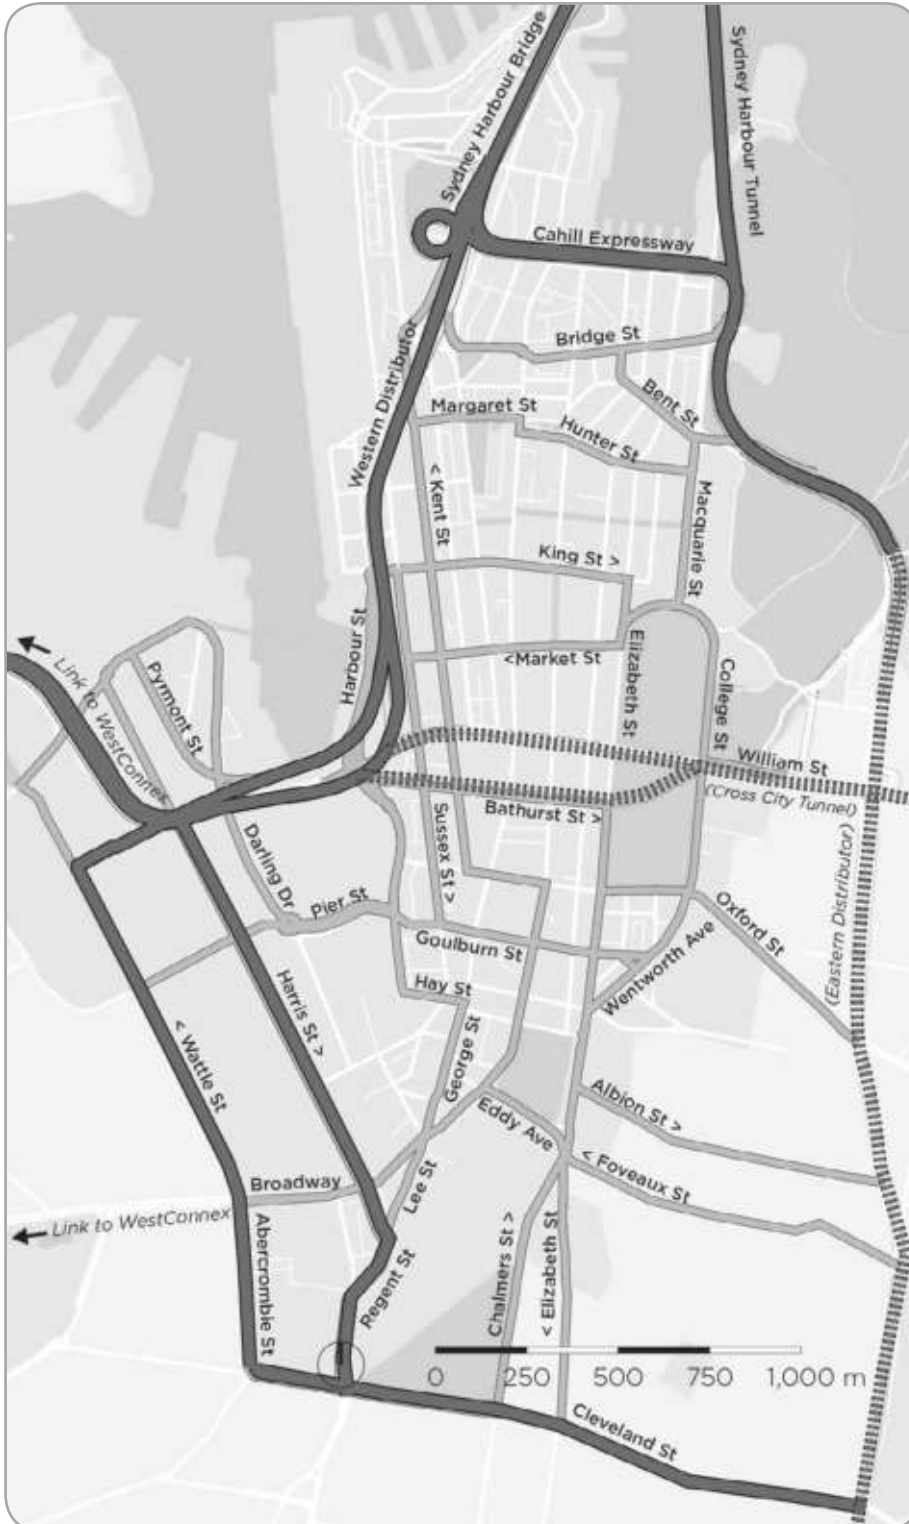 Sydney Harbour Bridge
Sydney Harbour Tunnel
Cahill Expressway
Bridge St
Western Distributor
Bent St
Margaret St
Hunter St
< Kent St
Macquarie St
King St >
Harbour St
Elizabeth St
<Market St
Link to WestConnex
Pyrmont St
College St
William St
(Cross City Tunnel)
Bathurst St >
Sussex St >
Darling Dr
Pier St
Oxford St
(Eastern Distributor)
Goulburn St
Wentworth Ave
Hay St
Harris St >
< Wattle St
George St
Albion St >
Eddy Ave
< Foveaux St
Broadway
Lee St
Link to WestConnex
Abercrombie St
Regent St
Chalmers St >
< Elizabeth St
0 250 500 750 1,000 m
Cleveland St